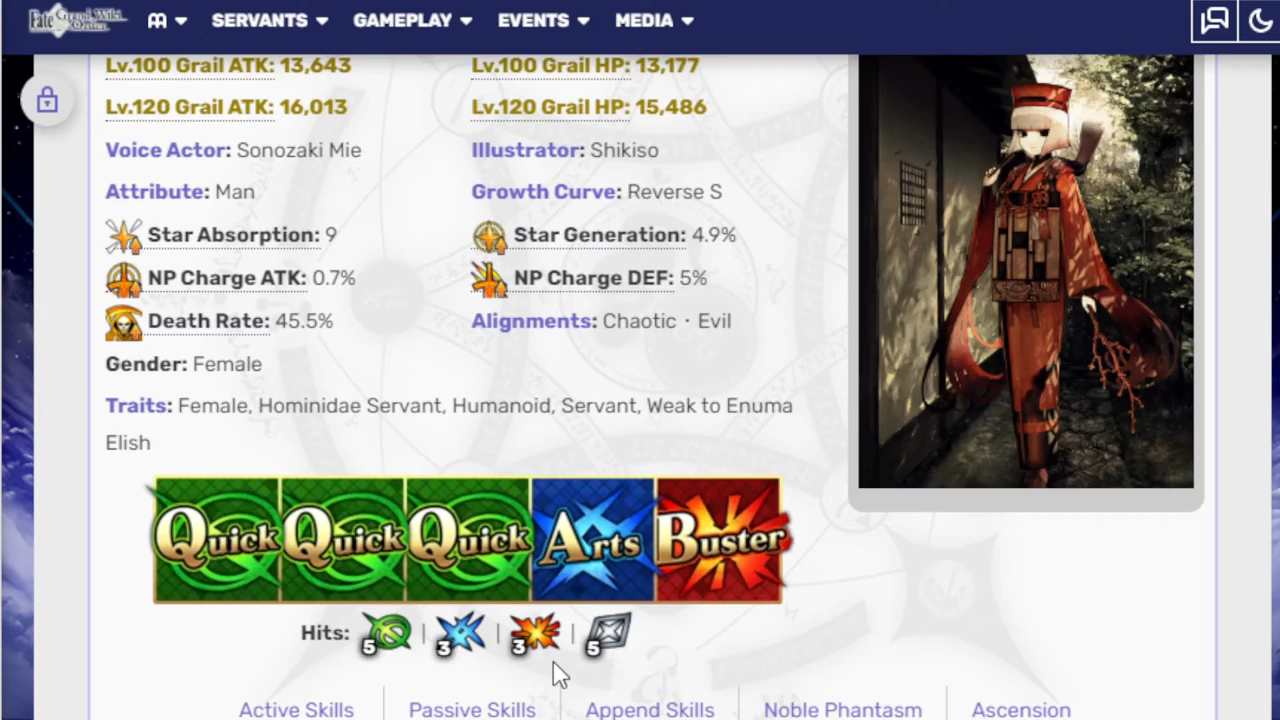 Fate Grand Wiki Order
SERVANTS GAMEPLAY EVENTS MEDIA
Lv.100 Grail ATK: 13,643 Lv.100 Grail HP: 13,177
Lv.120 Grail ATK: 16,013 Lv.120 Grail HP: 15,486
Voice Actor: Sonozaki Mie Illustrator: Shikiso
Attribute: Man Growth Curve: Reverse S
Star Absorption: 9 Star Generation: 4.9%
NP Charge ATK: 0.7% NP Charge DEF: 5%
Death Rate: 45.5% Alignments: Chaotic・Evil
Gender: Female
Traits: Female, Hominidae Servant, Humanoid, Servant, Weak to Enuma
Elish
Quick Quick Quick Arts Buster
Hits: 5 | 3 | 3 | 5
Active Skills Passive Skills Append Skills Noble Phantasm Ascension